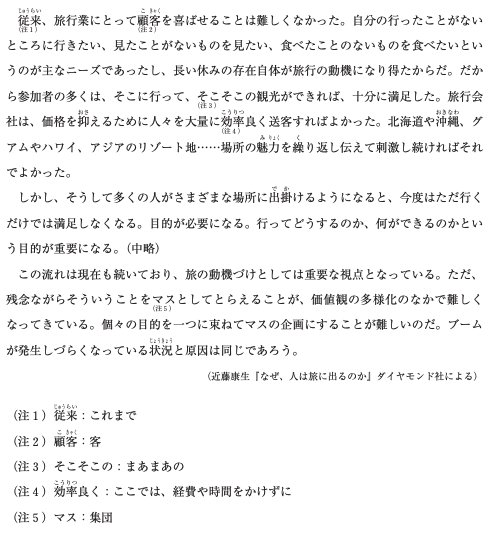 従来、旅行業にとって顧客を喜ばせることは難しくなかった。自分の行ったことがない
ところに行きたい、見たことがないものを見たい、食べたことのないものを食べたいとい
うのが主なニーズであったし、長い休みの存在自体が旅行の動機になり得たからだ。だか
ら参加者の多くは、そこに行って、そこそこの観光ができれば、十分に満足した。旅行会
社は、価格を抑えるために人々を大量に効率良く送客すればよかった。北海道や沖縄、グ
アムやハワイ、アジアのリゾート地……場所の魅力を繰り返し伝えて刺激し続ければそれ
でよかった。
しかし、そうして多くの人がさまざまな場所に出掛けるようになると、今度はただ行く
だけでは満足しなくなる。目的が必要になる。行ってどうするのか、何ができるのかとい
う目的が重要になる。（中略）
この流れは現在も続いており、旅の動機づけとしては重要な視点となっている。ただ、
残念ながらそういうことをマスとしてとらえることが、価値観の多様化のなかで難しく
なってきている。個々の目的を一つに束ねてマスの企画にすることが難しいのだ。ブーム
が発生しづらくなっている状況と原因は同じであろう。
（近藤康生『なぜ、人は旅に出るのか』ダイヤモンド社による）
（注１）従来：これまで
（注２）顧客：客
（注３）そこそこの：まあまあの
（注４）効率良く：ここでは、経費や時間をかけずに
（注５）マス：集団